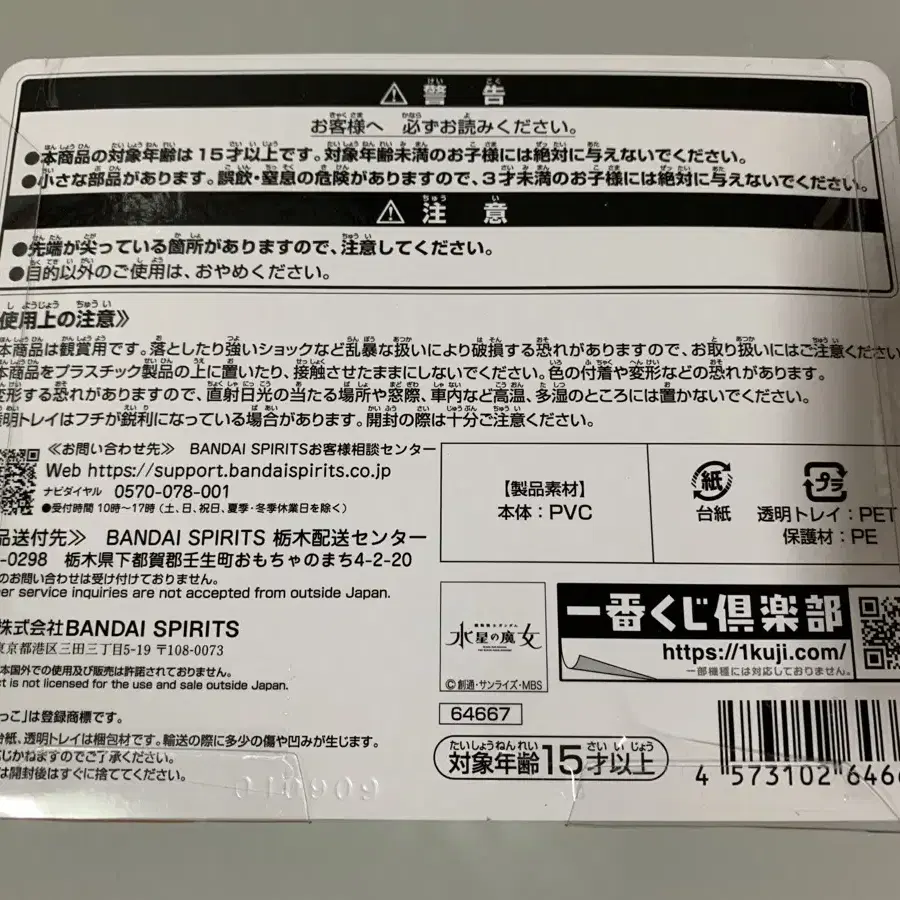 ⚠ 警告
お客様へ 必ずお読みください。
●本商品の対象年齢は15才以上です。対象年齢未満のお子様には絶対に与えないでください。
●小さな部品があります。誤飲・窒息の危険がありますので、3才未満のお子様には絶対に与えないでください。
⚠ 注意
●先端が尖っている箇所がありますので、注意してください。
●目的以外のご使用は、おやめください。
使用上の注意》
本商品は観賞用です。落としたり強いショックなど乱暴な扱いにより破損する恐れがありますので、お取り扱いにはご注意くださ
本商品をプラスチック製品の上に置いたり、接触させたままにしないでください。色の付着や変形などの恐れがあります。
変形する恐れがありますので、直射日光の当たる場所や窓際、車内など高温、多湿のところには置かないでください。
透明トレイはフチが鋭利になっている場合があります。開封の際は十分ご注意ください。
≪お問い合わせ先≫ BANDAI SPIRITSお客様相談センター
Web https://support.bandaispirits.co.jp
ナビダイヤル 0570-078-001
●受付時間 10時～17時(土、日、祝日、夏季・冬季休業日を除く)
品送付先≫ BANDAI SPIRITS 栃木配送センター
-0298 栃木県下都賀郡壬生町おもちゃのまち4-2-20
のお問い合わせは受け付けておりません。
er service inquiries are not accepted from outside Japan.
株式会社BANDAI SPIRITS
東京都港区三田三丁目5-19 〒108-0073
本国外での使用及び販売は許諾されておりません。
ct is not licensed for the use and sale outside Japan.
っこ」は登録商標です。
台紙、透明トレイは梱包材です。輸送の際に多少の傷や凹みが生じます。
じかねますのでご了承ください。
は開封後はすぐに捨ててください。
【製品素材】
本体:PVC
紙
台紙
プラ
透明トレイ:PET
保護材:PE
水星の魔女
©創通・サンライズ・MBS
一番くじ倶楽部
https://1kuji.com/
一部機種には対応しておりません。
64667
対象年齢15才以上
4 573102 6466